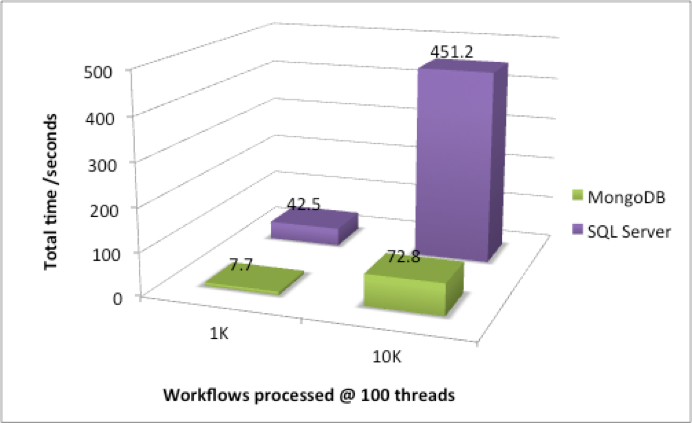 451.2
500
400
300
200
100
0
Total time /seconds
42.5
7.7
72.8
MongoDB
SQL Server
1K
10K
Workflows processed @ 100 threads